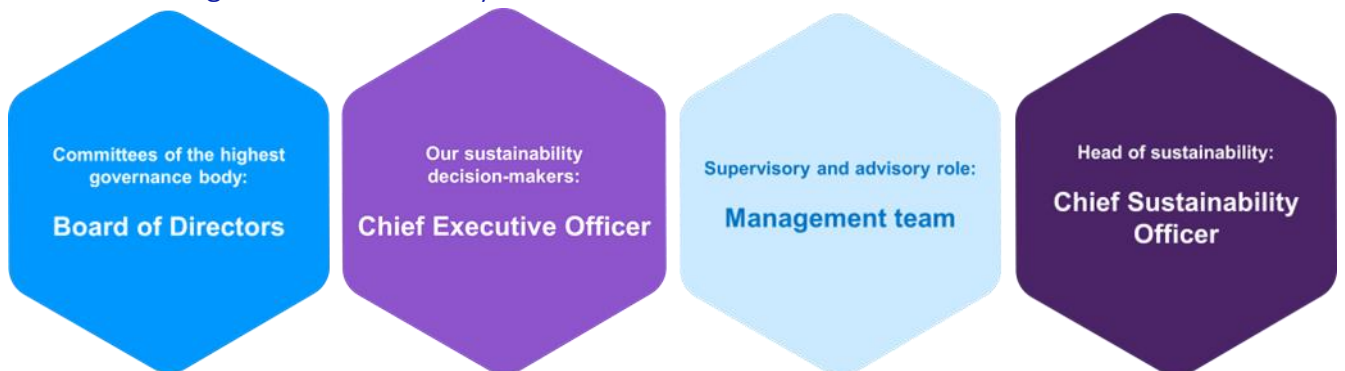 Committees of the highest
governance body:
Board of Directors
Our sustainability
decision-makers:
Chief Executive Officer
Supervisory and advisory role:
Management team
Head of sustainability:
Chief Sustainability
Officer